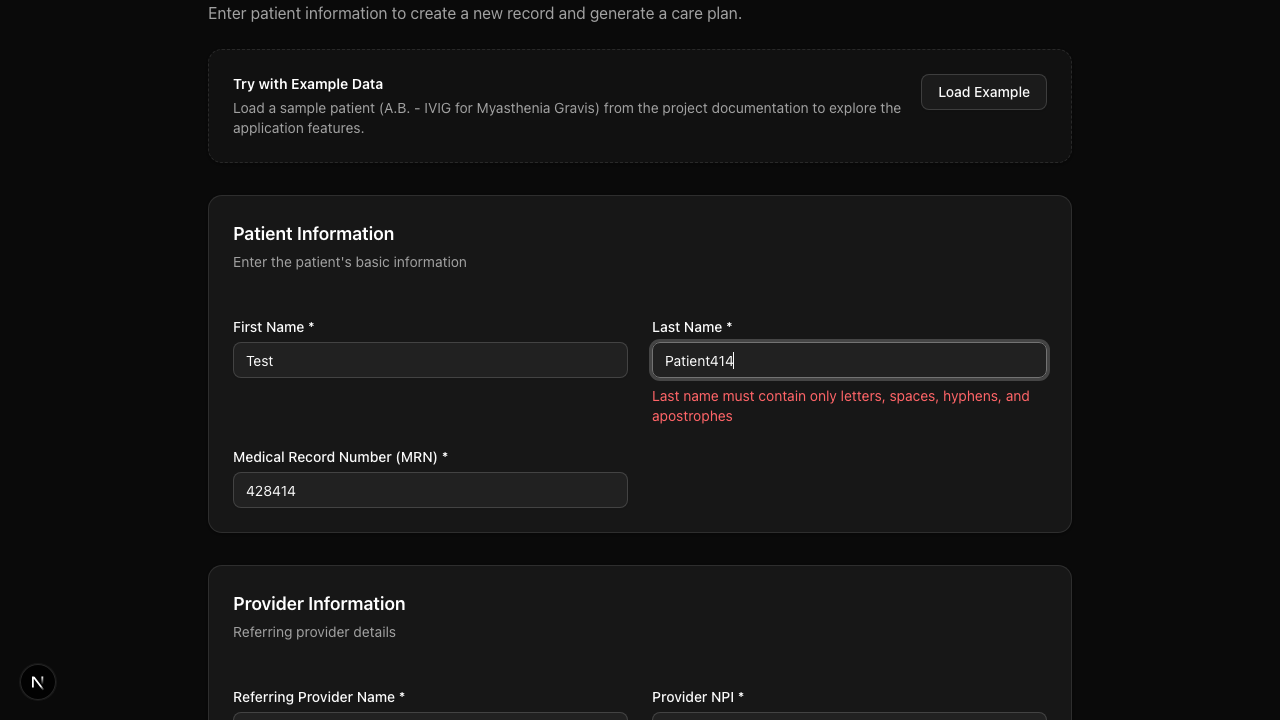 Enter patient information to create a new record and generate a care plan.
Try with Example Data
Load a sample patient (A.B. - IVIG for Myasthenia Gravis) from the project documentation to explore the
application features.
Load Example
Patient Information
Enter the patient's basic information
First Name *
Last Name *
Test
Patient414
Last name must contain only letters, spaces, hyphens, and
apostrophes
Medical Record Number (MRN) *
428414
Provider Information
Referring provider details
Referring Provider Name *
Provider NPI *
N